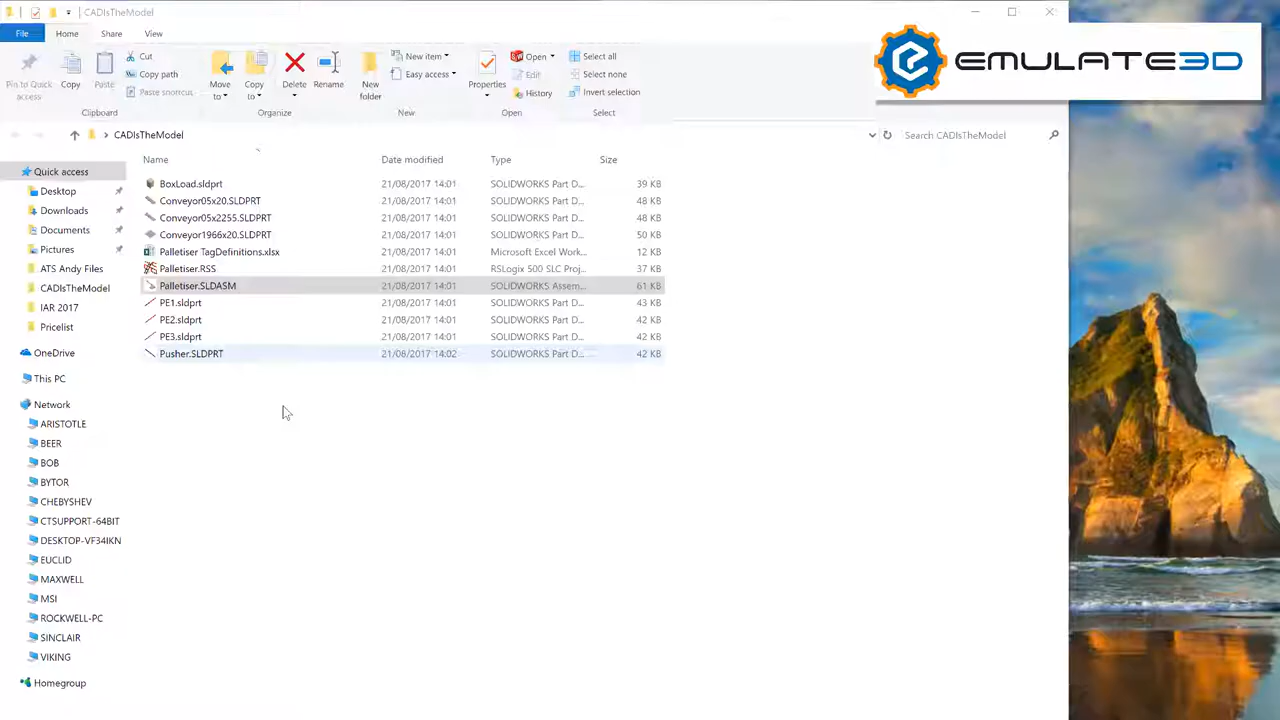 CADIsTheModel
EMULATE3D
File Home Share View
Pin to Quick access
Copy
Paste
Cut
Copy path
Paste shortcut
Clipboard
Move to
Copy to
Delete
Rename
Organize
New folder
New item
Easy access
New
Properties
Open
Edit
History
Open
Select all
Select none
Invert selection
Select
CADIsTheModel
Search CADIsTheModel
Name Date modified Type Size
BoxLoad.sldprt 21/08/2017 14:01 SOLIDWORKS Part D... 39 KB
Conveyor05x20.SLDPRT 21/08/2017 14:01 SOLIDWORKS Part D... 48 KB
Conveyor05x2255.SLDPRT 21/08/2017 14:01 SOLIDWORKS Part D... 48 KB
Conveyor1966x20.SLDPRT 21/08/2017 14:01 SOLIDWORKS Part D... 50 KB
Palletiser TagDefinitions.xlsx 21/08/2017 14:01 Microsoft Excel Work... 12 KB
Palletiser.RSS 21/08/2017 14:01 RSLogix 500 SLC Proj... 37 KB
Palletiser.SLDASM 21/08/2017 14:01 SOLIDWORKS Assem... 61 KB
PE1.sldprt 21/08/2017 14:01 SOLIDWORKS Part D... 43 KB
PE2.sldprt 21/08/2017 14:01 SOLIDWORKS Part D... 42 KB
PE3.sldprt 21/08/2017 14:01 SOLIDWORKS Part D... 42 KB
Pusher.SLDPRT 21/08/2017 14:02 SOLIDWORKS Part D... 42 KB
Quick access
Desktop
Downloads
Documents
Pictures
ATS Andy Files
CADIsTheModel
IAR 2017
Pricelist
OneDrive
This PC
Network
ARISTOTLE
BEER
BOB
BYTOR
CHEBYSHEV
CTSUPPORT-64BIT
DESKTOP-VF34IKN
EUCLID
MAXWELL
MSI
ROCKWELL-PC
SINCLAIR
VIKING
Homegroup